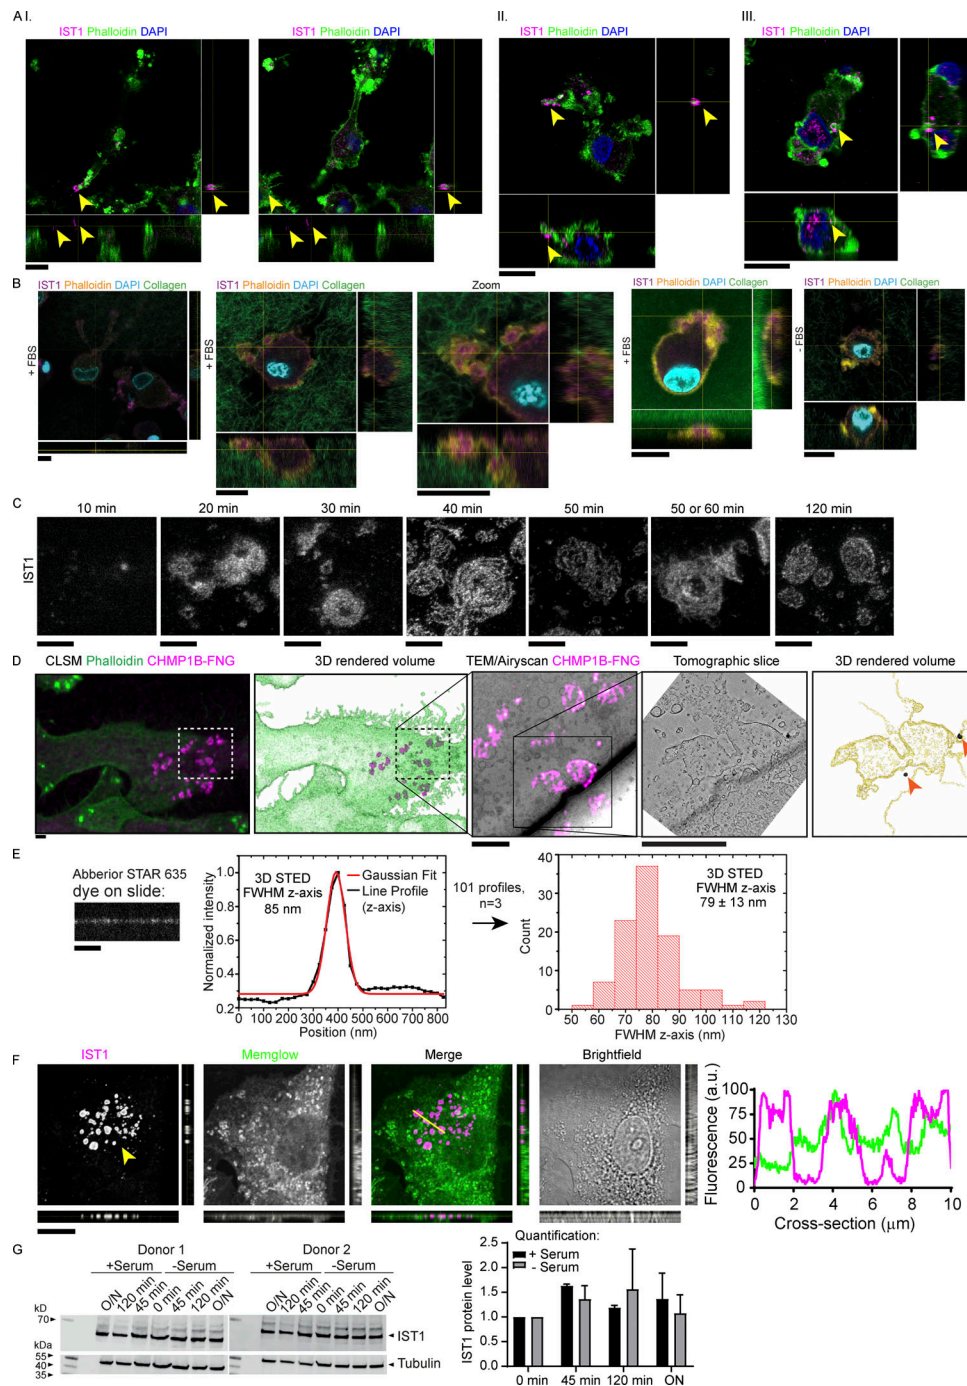 A I.
II.
III.
IST1 Phalloidin DAPI
IST1 Phalloidin DAPI
IST1 Phalloidin DAPI
IST1 Phalloidin DAPI
B
IST1 Phalloidin DAPI Collagen
IST1 Phalloidin DAPI Collagen
Zoom
IST1 Phalloidin DAPI Collagen
IST1 Phalloidin DAPI Collagen
+ FBS
+ FBS
+ FBS
- FBS
C
10 min
20 min
30 min
40 min
50 min
50 or 60 min
120 min
IST1
D
CLSM Phalloidin CHMP1B-FNG
3D rendered volume
TEM/Airyscan CHMP1B-FNG
Tomographic slice
3D rendered volume
E
Abberior STAR 635
dye on slide:
Normalized intensity
1.0
0.8
0.6
0.4
0.2
3D STED
FWHM z-axis
85 nm
Gaussian Fit
Line Profile
(z-axis)
0 100 200 300 400 500 600 700 800
Position (nm)
101 profiles,
n=3
Count
40
30
20
10
0
3D STED
FWHM z-axis
79 ± 13 nm
50 60 70 80 90 100 110 120 130
FWHM z-axis (nm)
F
IST1
Memglow
Merge
Brightfield
Fluorescence (a.u.)
100
75
50
25
0
0 2 4 6 8 10
Cross-section (μm)
G
Donor 1
Donor 2
+Serum
-Serum
+Serum
-Serum
O/N
120 min
45 min
0 min
45 min
120 min
O/N
O/N
120 min
45 min
0 min
45 min
120 min
O/N
kD
70
IST1
kDa
55
40
35
Tubulin
Quantification:
+ Serum
- Serum
IST1 protein level
2.5
2.0
1.5
1.0
0.5
0.0
0 min
45 min
120 min
ON